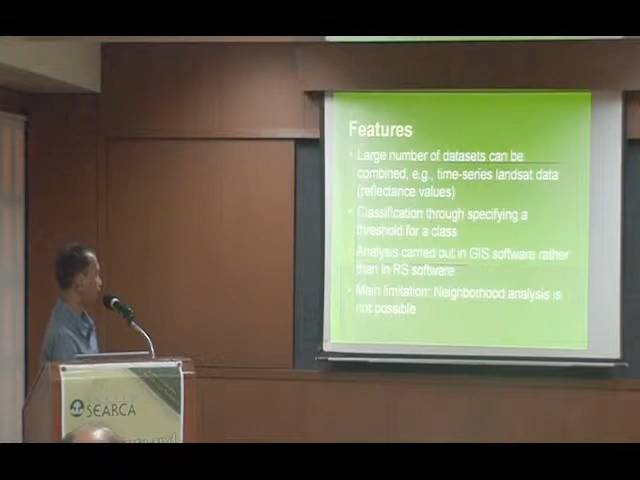 Features
• Large number of datasets can be
combined, e.g., time-series landsat data
(reflectance values)
• Classification through specifying a
threshold for a class
• Analysis carried out in GIS software rather
than in RS software
• Main limitation: Neighborhood analysis is
not possible
SEARCA